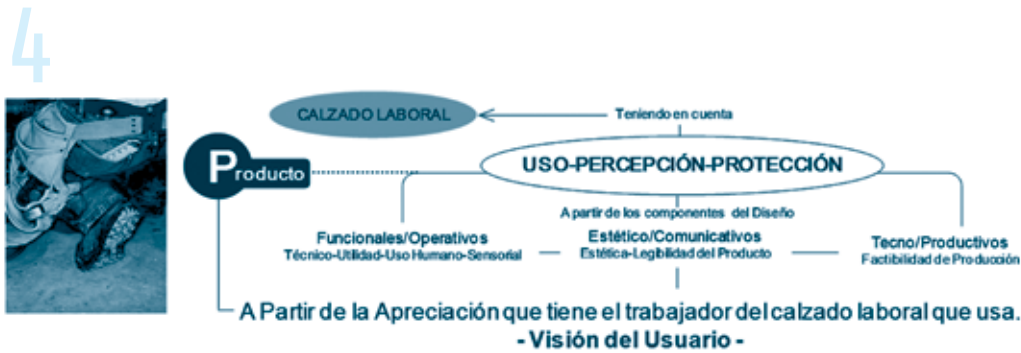 4
CALZADO LABORAL
Teniendo en cuenta
Producto
USO-PERCEPCIÓN-PROTECCIÓN
A partir de los componentes del Diseño
Funcionales/Operativos
Técnico-Utilidad-Uso Humano-Sensorial
Estético/Comunicativos
Estética-Legibilidad del Producto
Tecno/Productivos
Factibilidad de Producción
A Partir de la Apreciación que tiene el trabajador del calzado laboral que usa.
- Visión del Usuario -